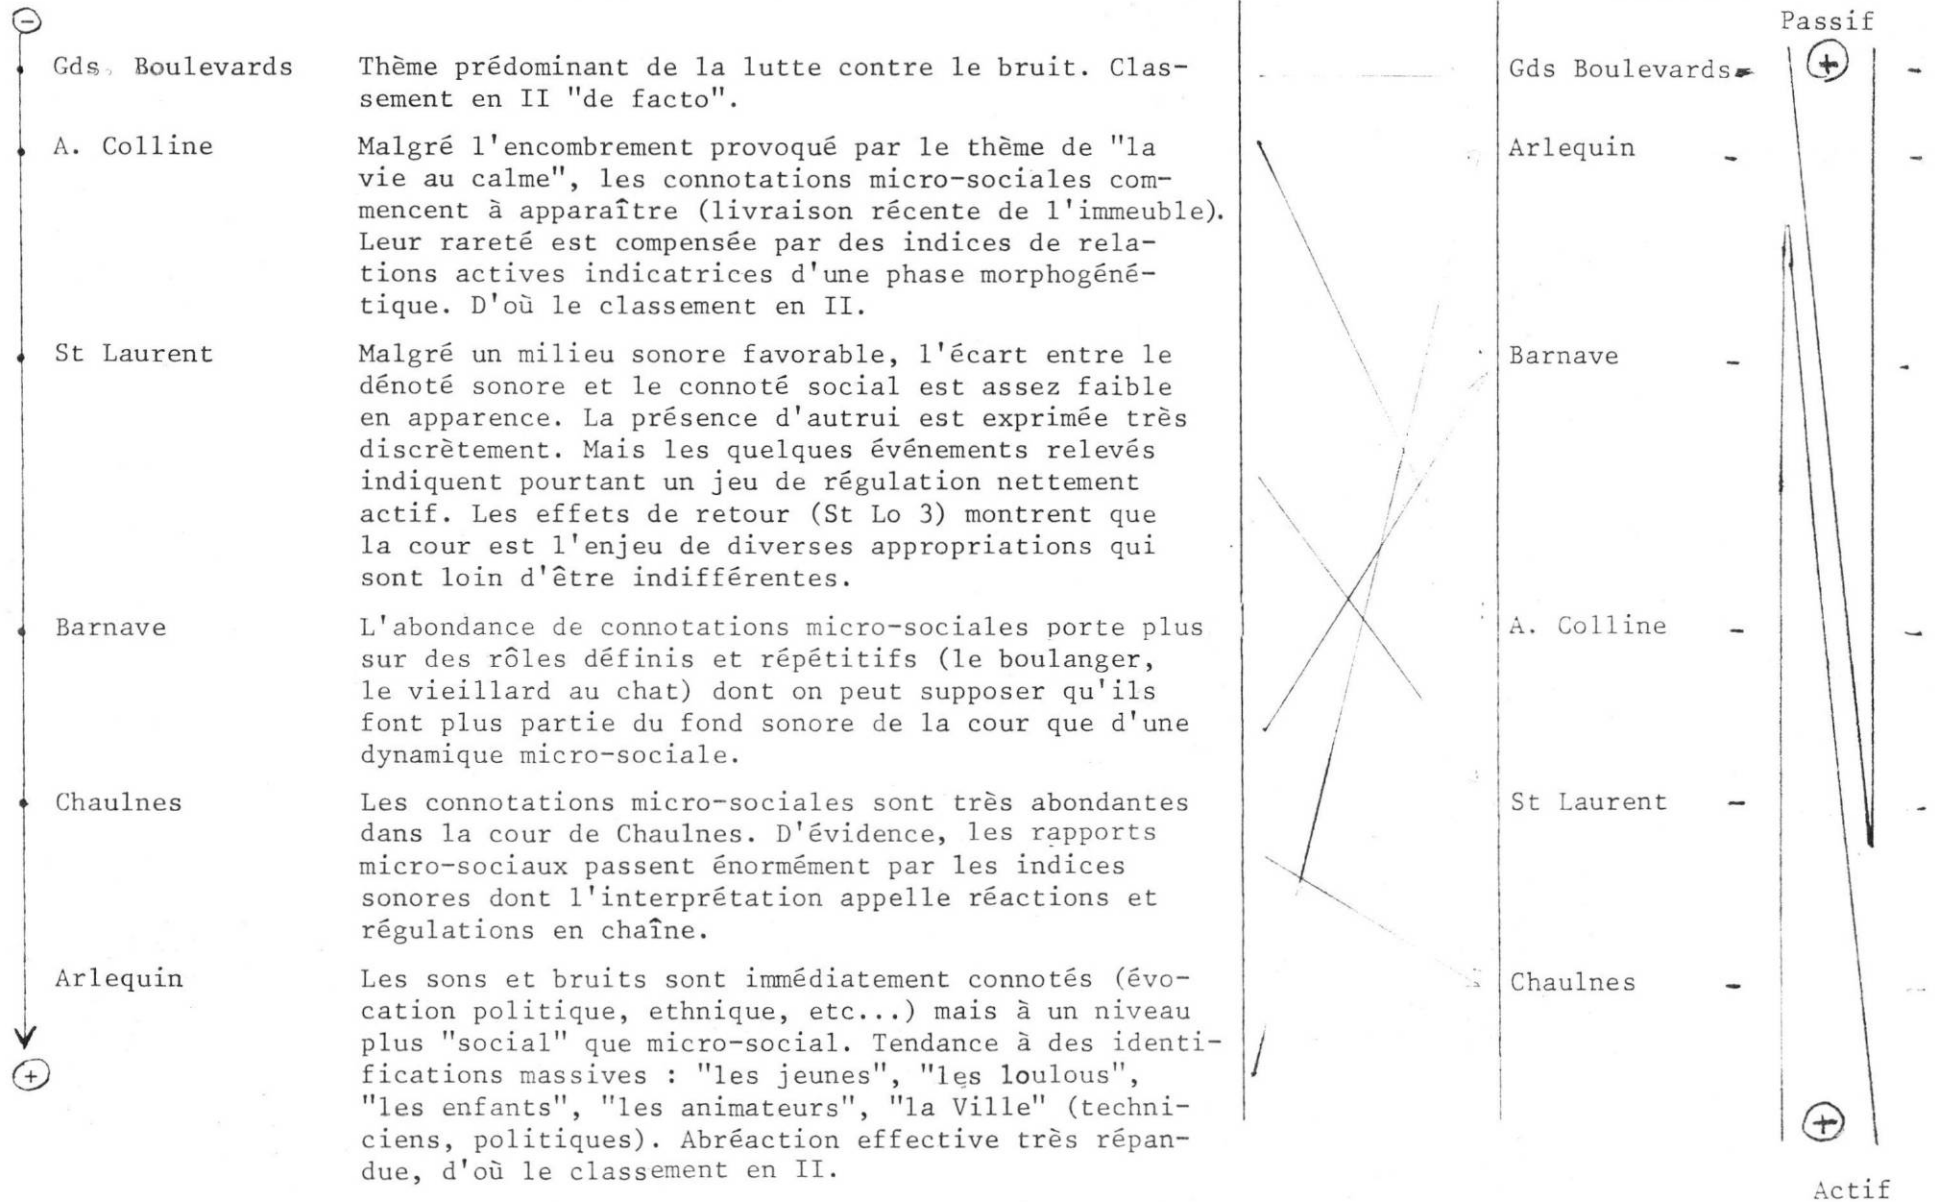 ⊖
Gds. Boulevards
Thème prédominant de la lutte contre le bruit. Clas-
sement en II "de facto".
A. Colline
Malgré l'encombrement provoqué par le thème de "la
vie au calme", les connotations micro-sociales com-
mencent à apparaître (livraison récente de l'immeuble).
Leur rareté est compensée par des indices de rela-
tions actives indicatrices d'une phase morphogéné-
tique. D'où le classement en II.
St Laurent
Malgré un milieu sonore favorable, l'écart entre le
dénoté sonore et le connoté social est assez faible
en apparence. La présence d'autrui est exprimée très
discrètement. Mais les quelques événements relevés
indiquent pourtant un jeu de régulation nettement
actif. Les effets de retour (St Lo 3) montrent que
la cour est l'enjeu de diverses appropriations qui
sont loin d'être indifférentes.
Barnave
L'abondance de connotations micro-sociales porte plus
sur des rôles définis et répétitifs (le boulanger,
le vieillard au chat) dont on peut supposer qu'ils
font plus partie du fond sonore de la cour que d'une
dynamique micro-sociale.
Chaulnes
Les connotations micro-sociales sont très abondantes
dans la cour de Chaulnes. D'évidence, les rapports
micro-sociaux passent énormément par les indices
sonores dont l'interprétation appelle réactions et
régulations en chaîne.
Arlequin
Les sons et bruits sont immédiatement connotés (évo-
cation politique, ethnique, etc...) mais à un niveau
plus "social" que micro-social. Tendance à des identi-
fications massives : "les jeunes", "les loulous",
"les enfants", "les animateurs", "la Ville" (techni-
ciens, politiques). Abréaction effective très répan-
due, d'où le classement en II.
⊕
Passif
⊕
Gds Boulevards
Arlequin
Barnave
A. Colline
St Laurent
Chaulnes
⊕
Actif